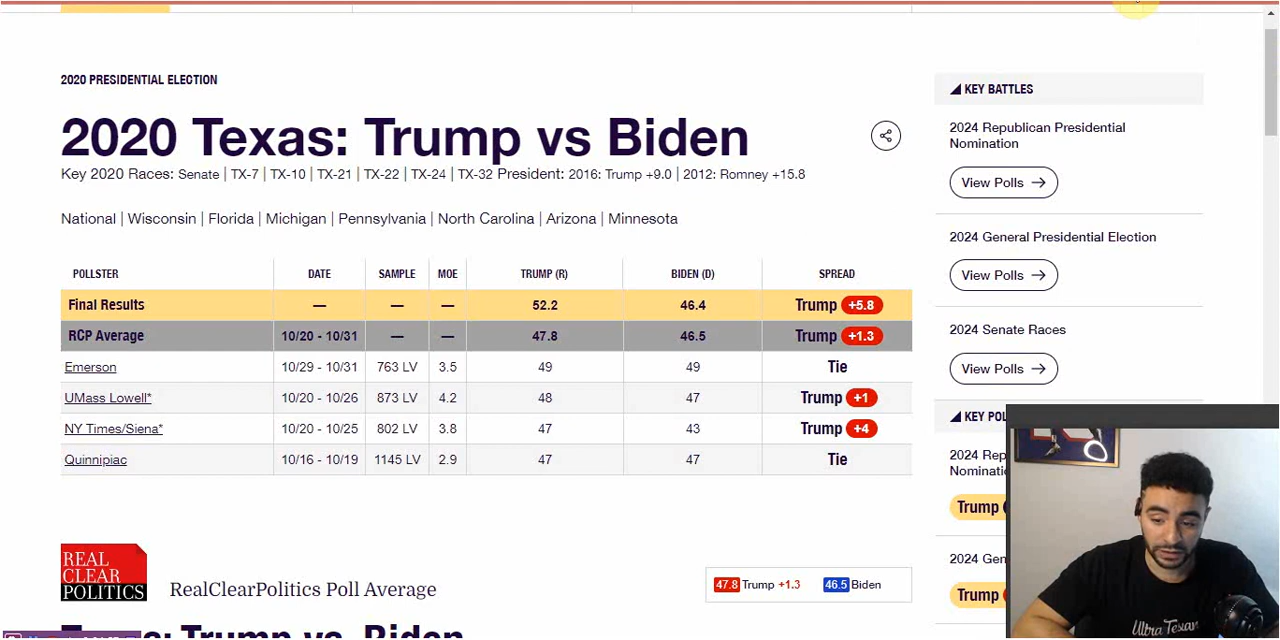 2020 PRESIDENTIAL ELECTION
2020 Texas: Trump vs Biden
Key 2020 Races: Senate | TX-7 | TX-10 | TX-21 | TX-22 | TX-24 | TX-32 President: 2016: Trump +9.0 | 2012: Romney +15.8
National | Wisconsin | Florida | Michigan | Pennsylvania | North Carolina | Arizona | Minnesota
POLLSTER DATE SAMPLE MOE TRUMP (R) BIDEN (D) SPREAD
Final Results — — — 52.2 46.4 Trump +5.8
RCP Average 10/20 - 10/31 — — 47.8 46.5 Trump +1.3
Emerson 10/29 - 10/31 763 LV 3.5 49 49 Tie
UMass Lowell* 10/20 - 10/26 873 LV 4.2 48 47 Trump +1
NY Times/Siena* 10/20 - 10/25 802 LV 3.8 47 43 Trump +4
Quinnipiac 10/16 - 10/19 1145 LV 2.9 47 47 Tie
REAL
CLEAR
POLITICS
RealClearPolitics Poll Average
47.8 Trump +1.3 46.5 Biden
Trump vs. Biden
KEY BATTLES
2024 Republican Presidential
Nomination
View Polls
2024 General Presidential Election
View Polls
2024 Senate Races
View Polls
KEY
2024
Trump
2024
Trump
Ultra Texan